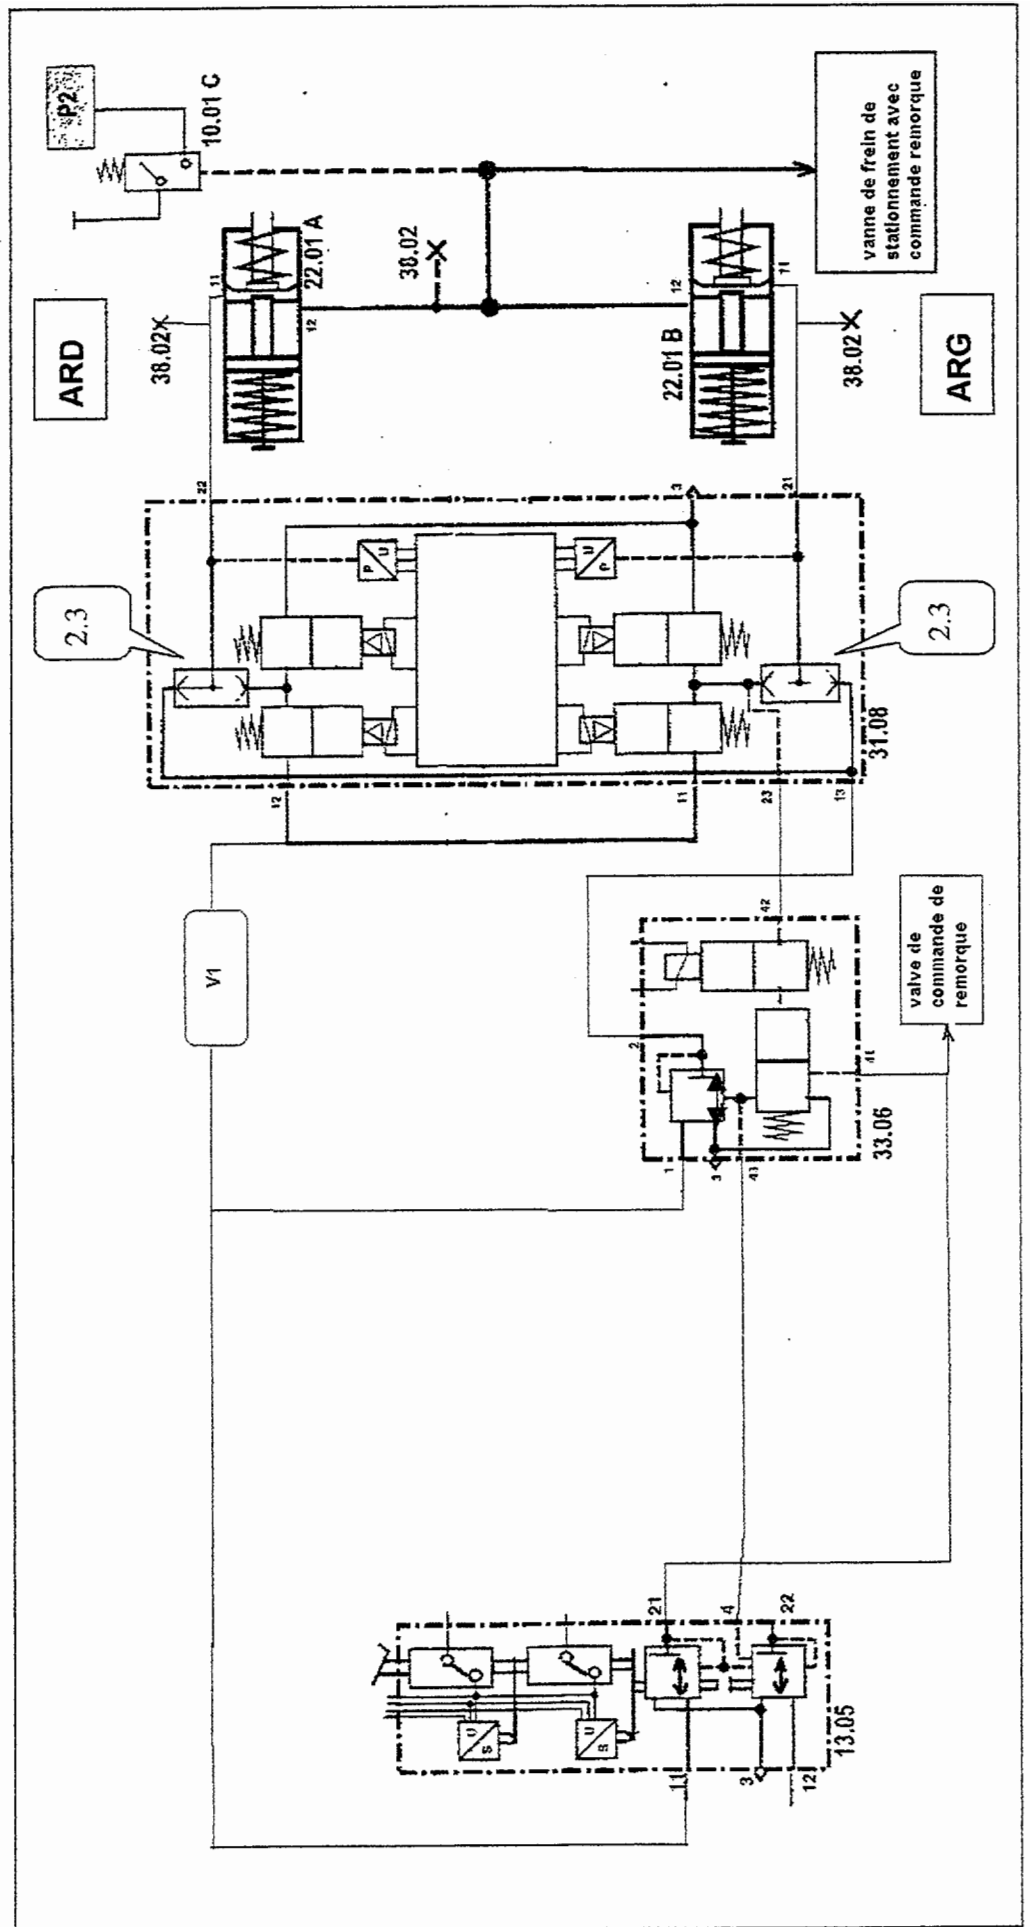 P2
10.01 C
ARD
38.02
22.01 A
11
12
38.02
22.01 B
12
11
38.02
ARG
vanne de frein de
stationnement avec
commande remorque
2.3
22
P
U
3
U
P
21
2.3
31.08
12
11
23
13
V1
42
2
1
3
43
41
33.06
valve de
commande de
remorque
21
4
22
U
S
U
S
11
3
12
13.05